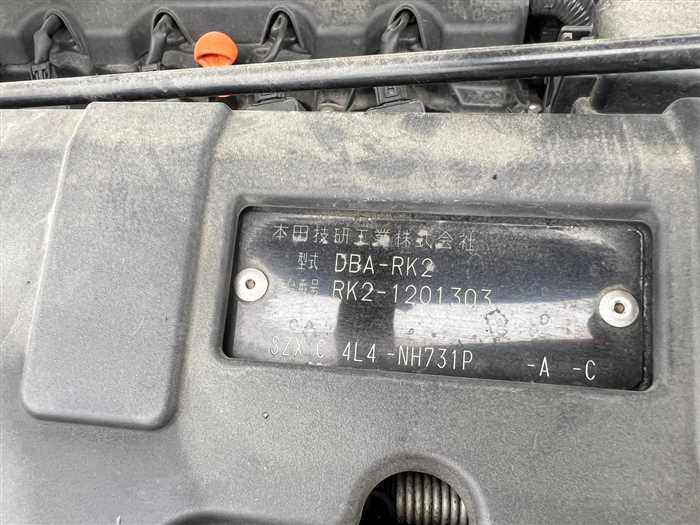 本田技研工業株式会社
型式 DBA-RK2
RK2-1201303
SZX C 4L4 -NH731P -A -C